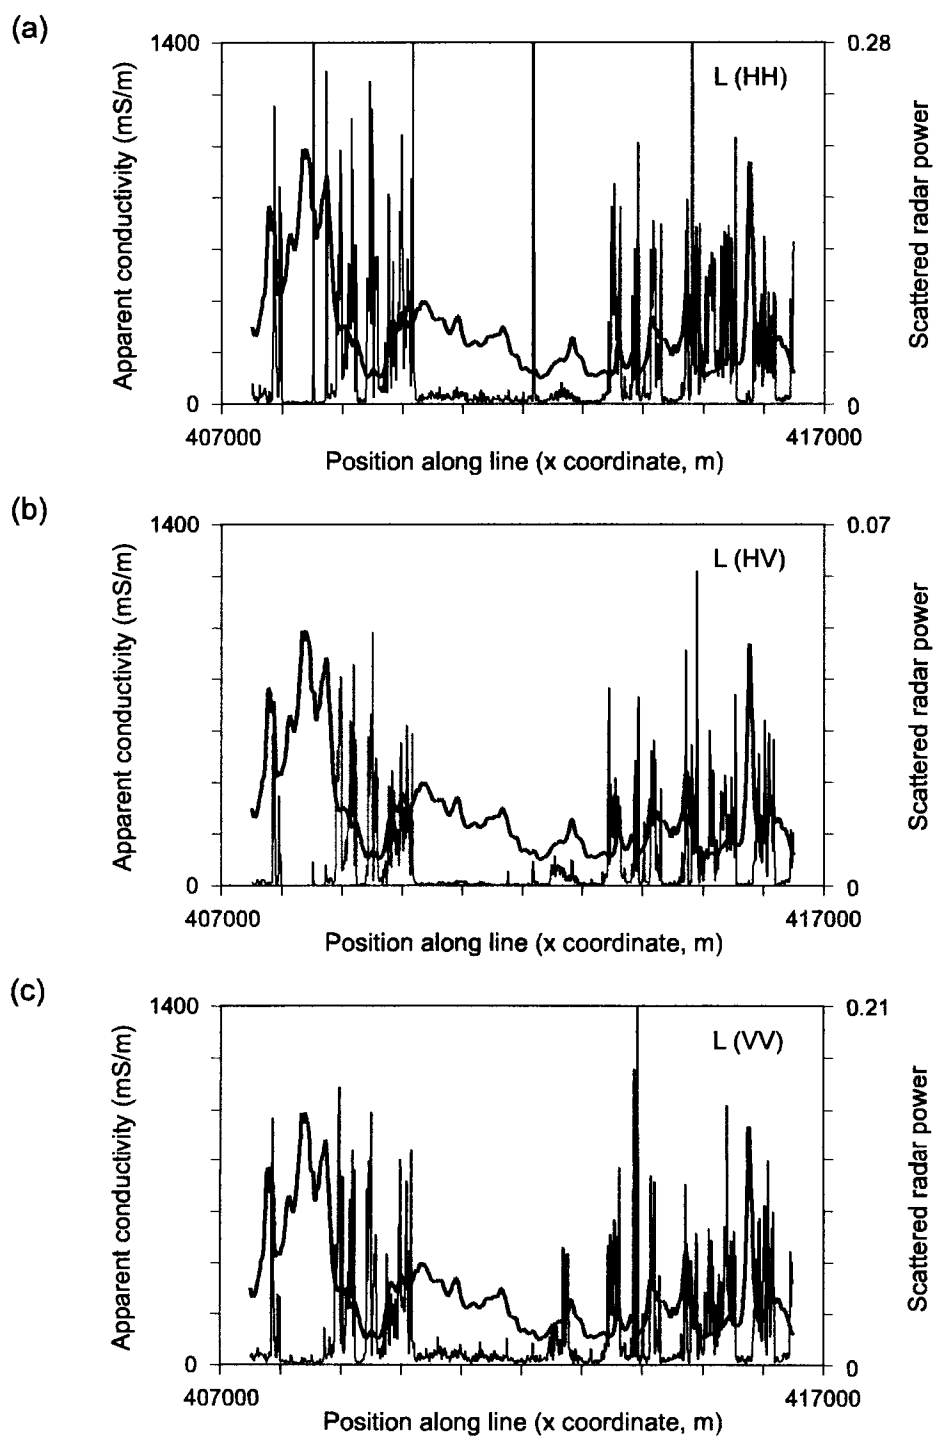 (a)
1400
0.28
L (HH)
Apparent conductivity (mS/m)
Scattered radar power
0
0
407000
417000
Position along line (x coordinate, m)
(b)
1400
0.07
L (HV)
Apparent conductivity (mS/m)
Scattered radar power
0
0
407000
417000
Position along line (x coordinate, m)
(c)
1400
0.21
L (VV)
Apparent conductivity (mS/m)
Scattered radar power
0
0
407000
417000
Position along line (x coordinate, m)